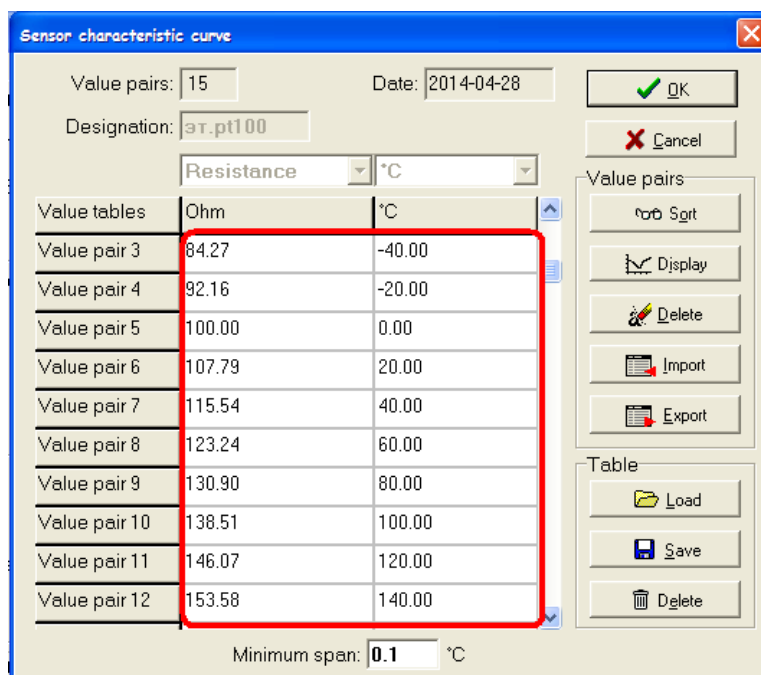 Sensor characteristic curve
Value pairs: 15 Date: 2014-04-28
Designation: эт.pt100
Resistance °C
Value tables Ohm °C
Value pair 3 84.27 -40.00
Value pair 4 92.16 -20.00
Value pair 5 100.00 0.00
Value pair 6 107.79 20.00
Value pair 7 115.54 40.00
Value pair 8 123.24 60.00
Value pair 9 130.90 80.00
Value pair 10 138.51 100.00
Value pair 11 146.07 120.00
Value pair 12 153.58 140.00
Minimum span: 0.1 °C
OK
Cancel
Value pairs
Sort
Display
Delete
Import
Export
Table
Load
Save
Delete